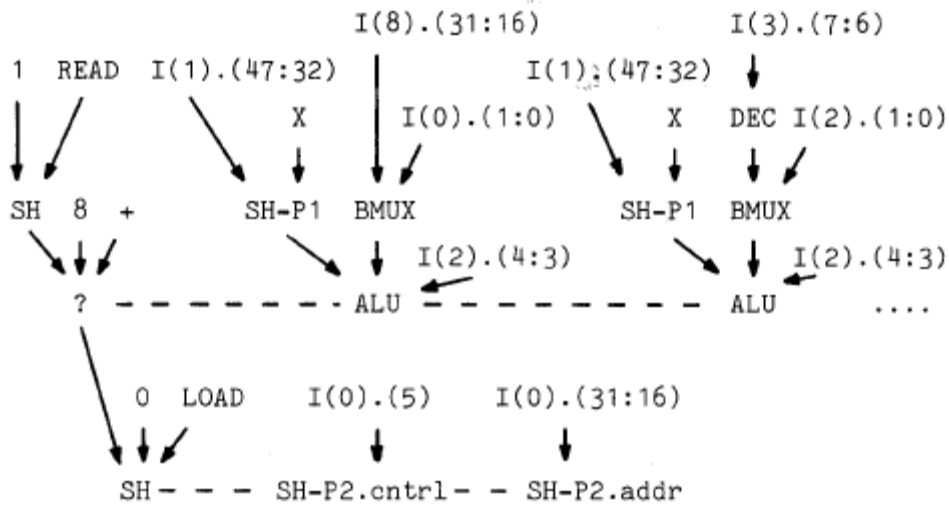 I(8).(31:16) I(3).(7:6)
1 READ I(1).(47:32) I(1).(47:32)
X I(0).(1:0) X DEC I(2).(1:0)
SH 8 + SH-P1 BMUX SH-P1 BMUX
I(2).(4:3) I(2).(4:3)
? ALU ALU ....
0 LOAD I(0).(5) I(0).(31:16)
SH SH-P2.cntrl SH-P2.addr